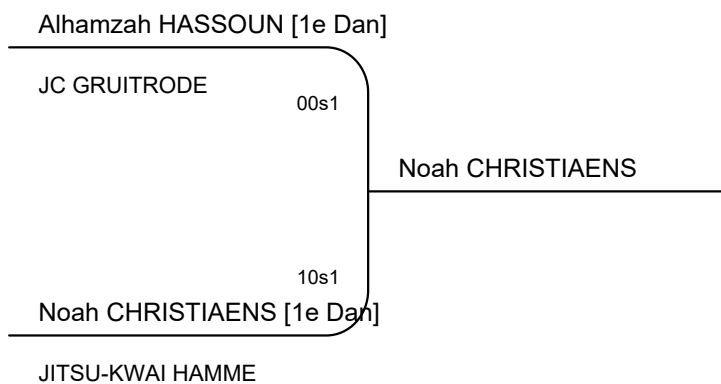 Alhamzah HASSOUN [1e Dan]
JC GRUITRODE
00s1
Noah CHRISTIAENS
10s1
Noah CHRISTIAENS [1e Dan]
JITSU-KWAI HAMME